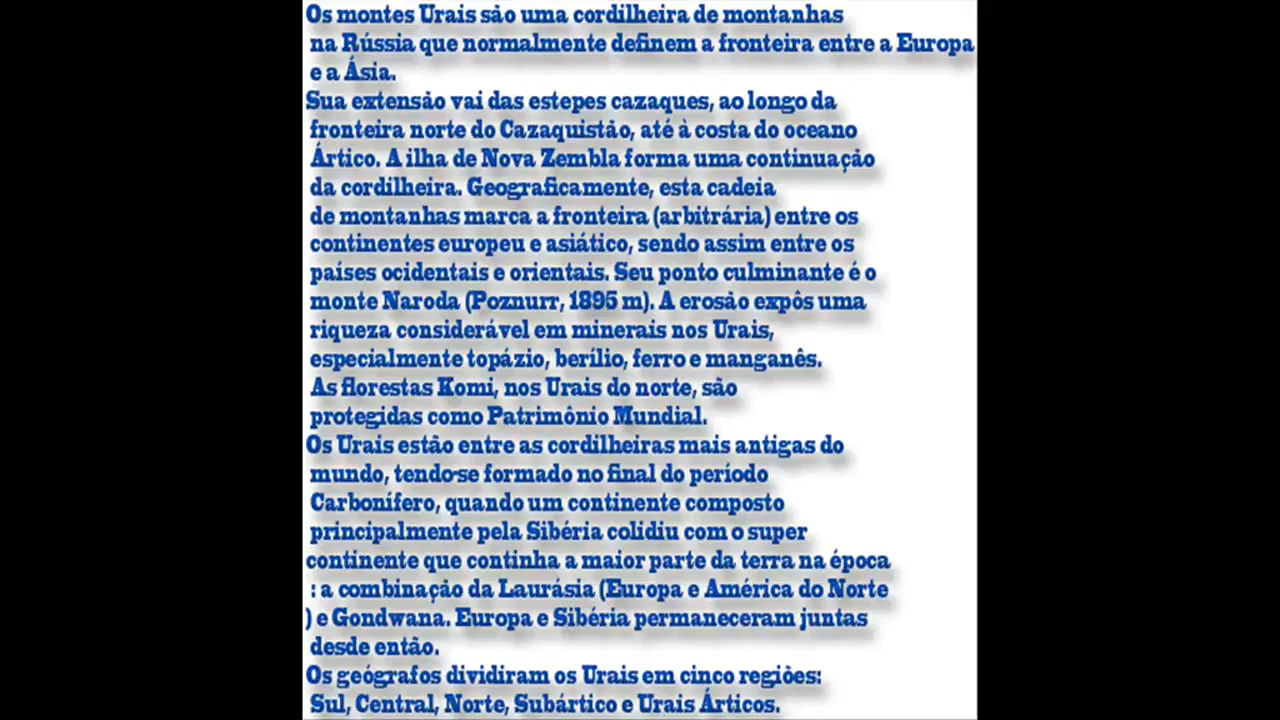 Os montes Urais são uma cordilheira de montanhas
na Rússia que normalmente definem a fronteira entre a Europa
e a Ásia.
Sua extensão vai das estepes cazaques, ao longo da
fronteira norte do Cazaquistão, até à costa do oceano
Ártico. A ilha de Nova Zembla forma uma continuação
da cordilheira. Geograficamente, esta cadeia
de montanhas marca a fronteira (arbitrária) entre os
continentes europeu e asiático, sendo assim entre os
países ocidentais e orientais. Seu ponto culminante é o
monte Naroda (Poznurr, 1895 m). A erosão expôs uma
riqueza considerável em minerais nos Urais,
especialmente topázio, berílio, ferro e manganês.
As florestas Komi, nos Urais do norte, são
protegidas como Patrimônio Mundial.
Os Urais estão entre as cordilheiras mais antigas do
mundo, tendo-se formado no final do período
Carbonífero, quando um continente composto
principalmente pela Sibéria colidiu com o super
continente que continha a maior parte da terra na época
: a combinação da Laurásia (Europa e América do Norte
) e Gondwana. Europa e Sibéria permaneceram juntas
desde então.
Os geógrafos dividiram os Urais em cinco regiões:
Sul, Central, Norte, Subártico e Urais Árticos.